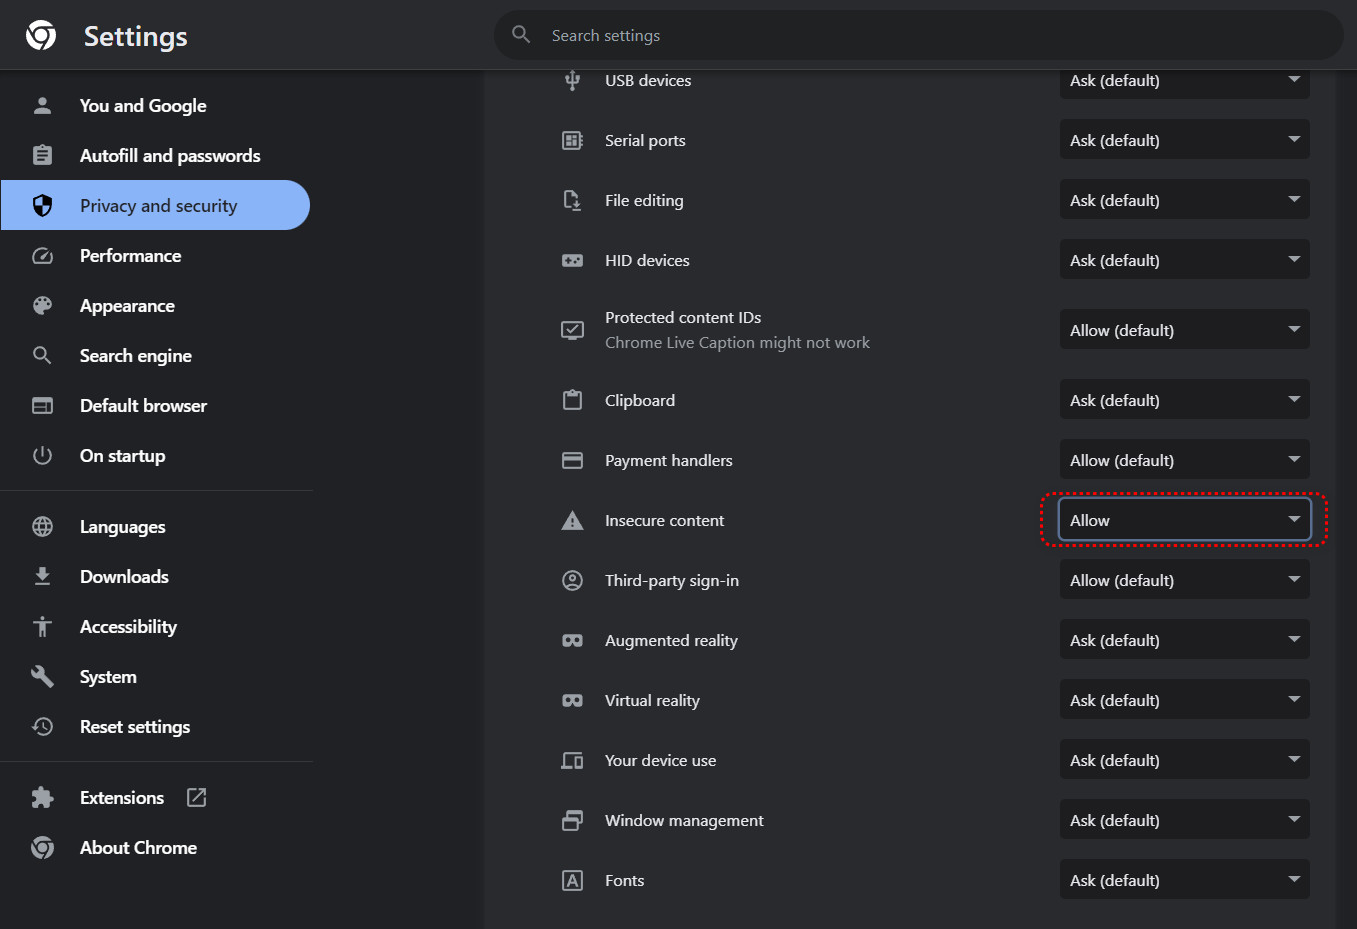 Settings
Search settings
You and Google
Autofill and passwords
Privacy and security
Performance
Appearance
Search engine
Default browser
On startup
Languages
Downloads
Accessibility
System
Reset settings
Extensions
About Chrome
USB devices
Ask (default)
Serial ports
Ask (default)
File editing
Ask (default)
HID devices
Ask (default)
Protected content IDs
Chrome Live Caption might not work
Allow (default)
Clipboard
Ask (default)
Payment handlers
Allow (default)
Insecure content
Allow
Third-party sign-in
Allow (default)
Augmented reality
Ask (default)
Virtual reality
Ask (default)
Your device use
Ask (default)
Window management
Ask (default)
Fonts
Ask (default)